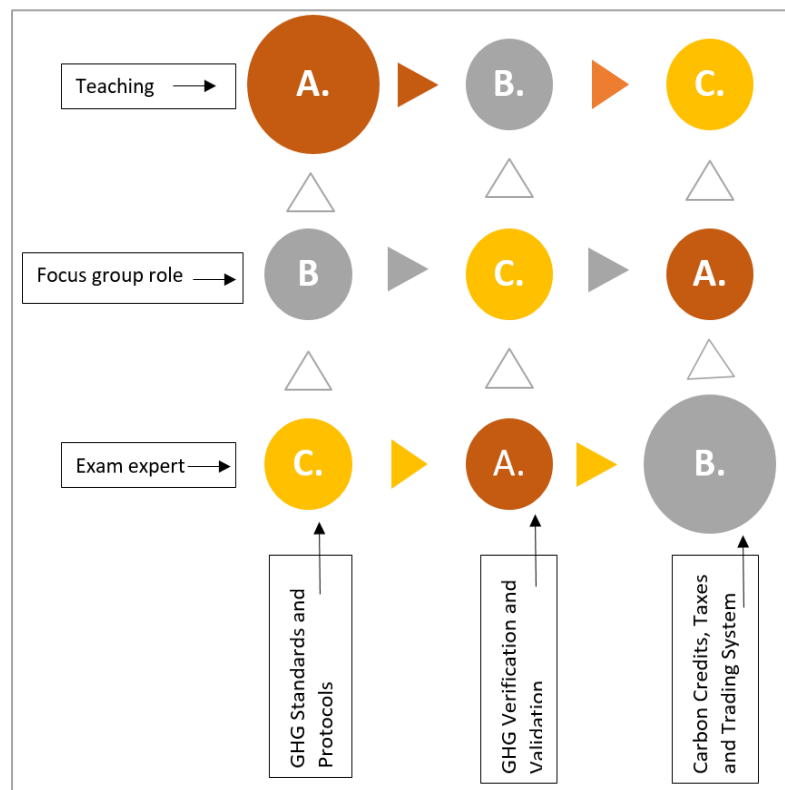 Teaching
A.
B.
C.
Focus group role
B
C.
A.
Exam expert
C.
A.
B.
GHG Standards and
Protocols
GHG Verification and
Validation
Carbon Credits, Taxes
and Trading System